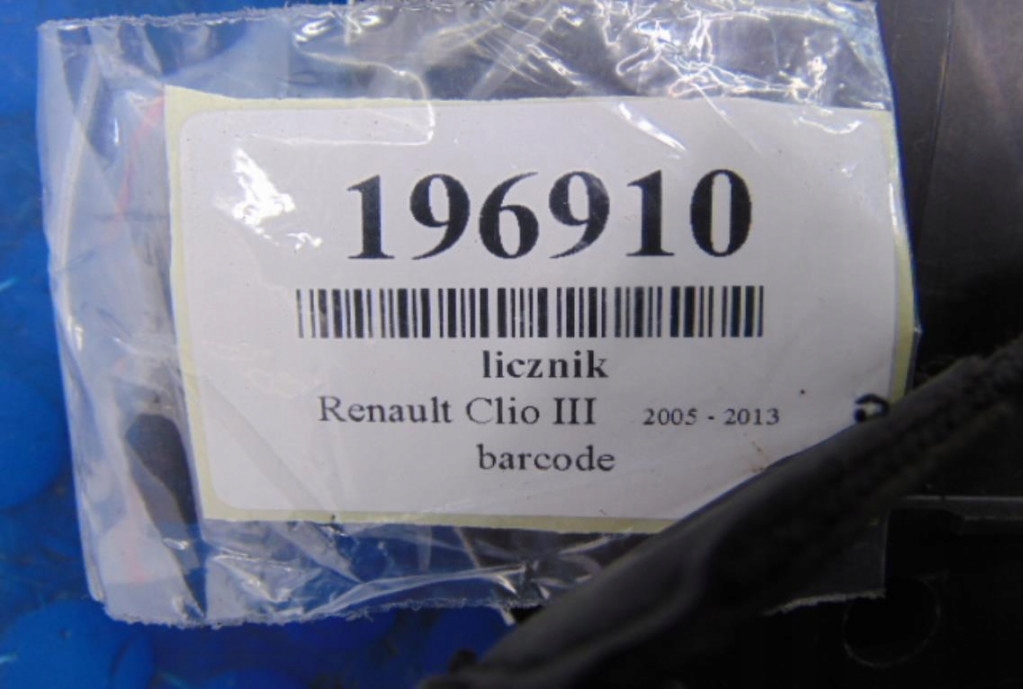 196910
licznik
Renault Clio III 2005 - 2013
barcode